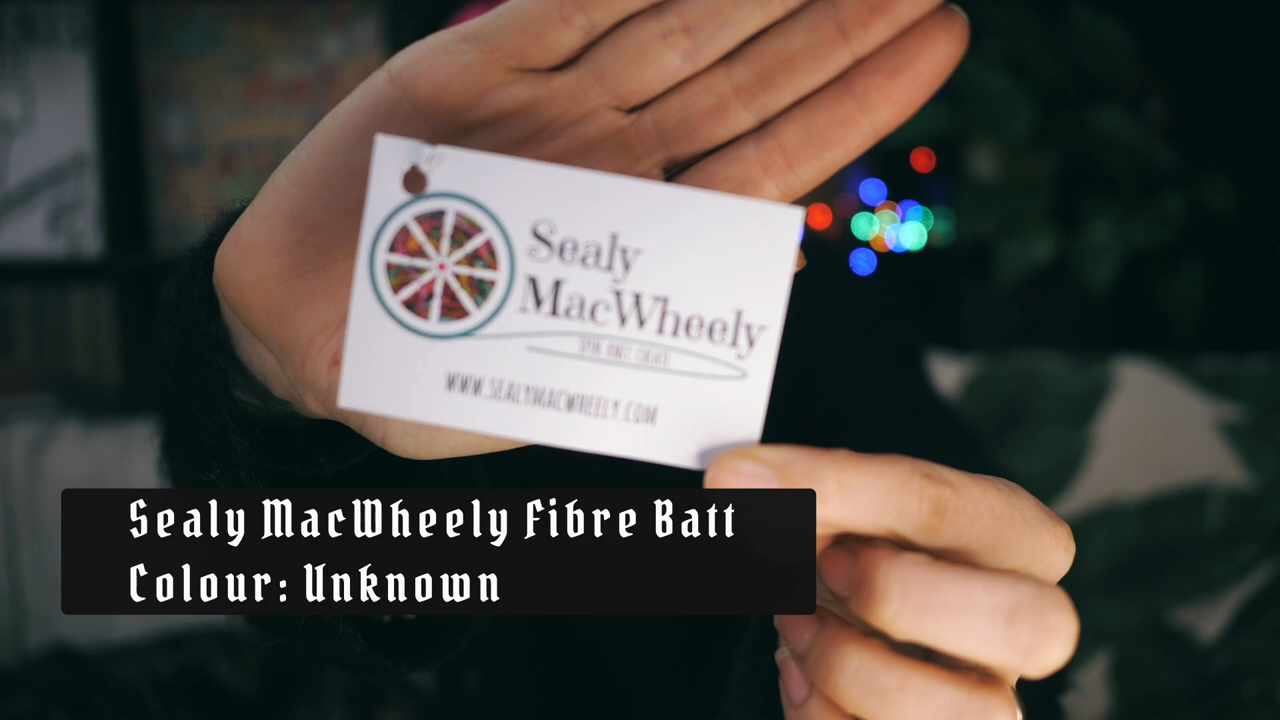 Sealy
MacWheely
WWW.SEALYMACWHEELY.COM
Sealy MacWheely Fibre Batt
Colour: Unknown